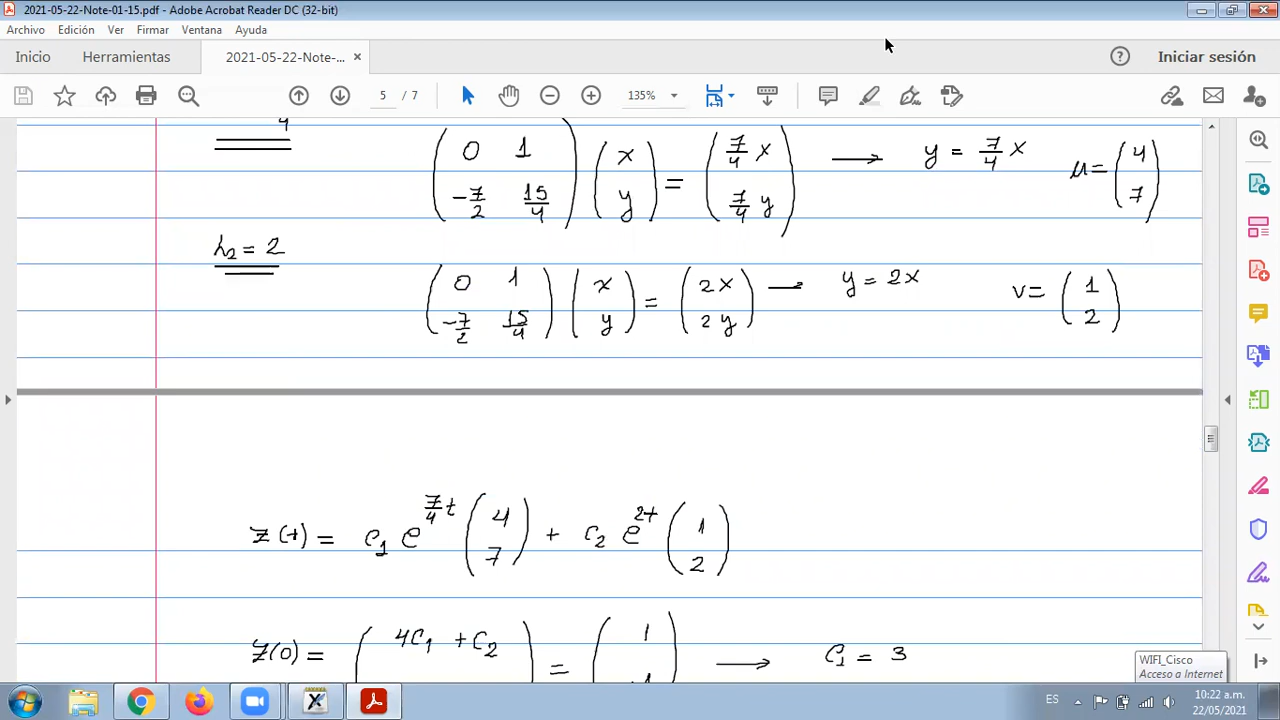 2021-05-22-Note-01-15.pdf - Adobe Acrobat Reader DC (32-bit)
Archivo Edición Ver Firmar Ventana Ayuda
Inicio Herramientas 2021-05-22-Note-... × Iniciar sesión
5 / 7 135%
4
( 0 1 ; -7/2 15/4 ) ( x ; y ) = ( 7/4 x ; 7/4 y ) → y = 7/4 x u = ( 4 ; 7 )
λ2 = 2
( 0 1 ; -7/2 15/4 ) ( x ; y ) = ( 2x ; 2y ) → y = 2x v = ( 1 ; 2 )
Z(t) = C1 e^(7/4 t) ( 4 ; 7 ) + C2 e^(2t) ( 1 ; 2 )
Z(0) = ( 4C1 + C2 = ( 1 → C1 = 3
WIFI_Cisco
Acceso a Internet
ES 10:22 a.m.
22/05/2021